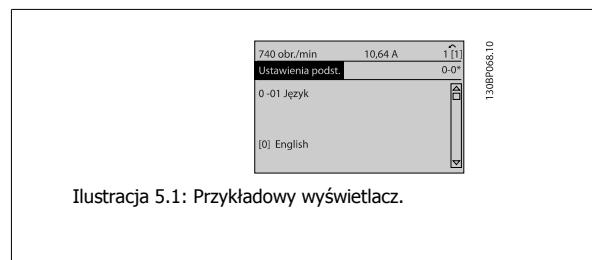 740 obr./min 10,64 A 1 [1]
Ustawienia podst. 0-0*
0 -01 Język
[0] English
130BP068.10
Ilustracja 5.1: Przykładowy wyświetlacz.